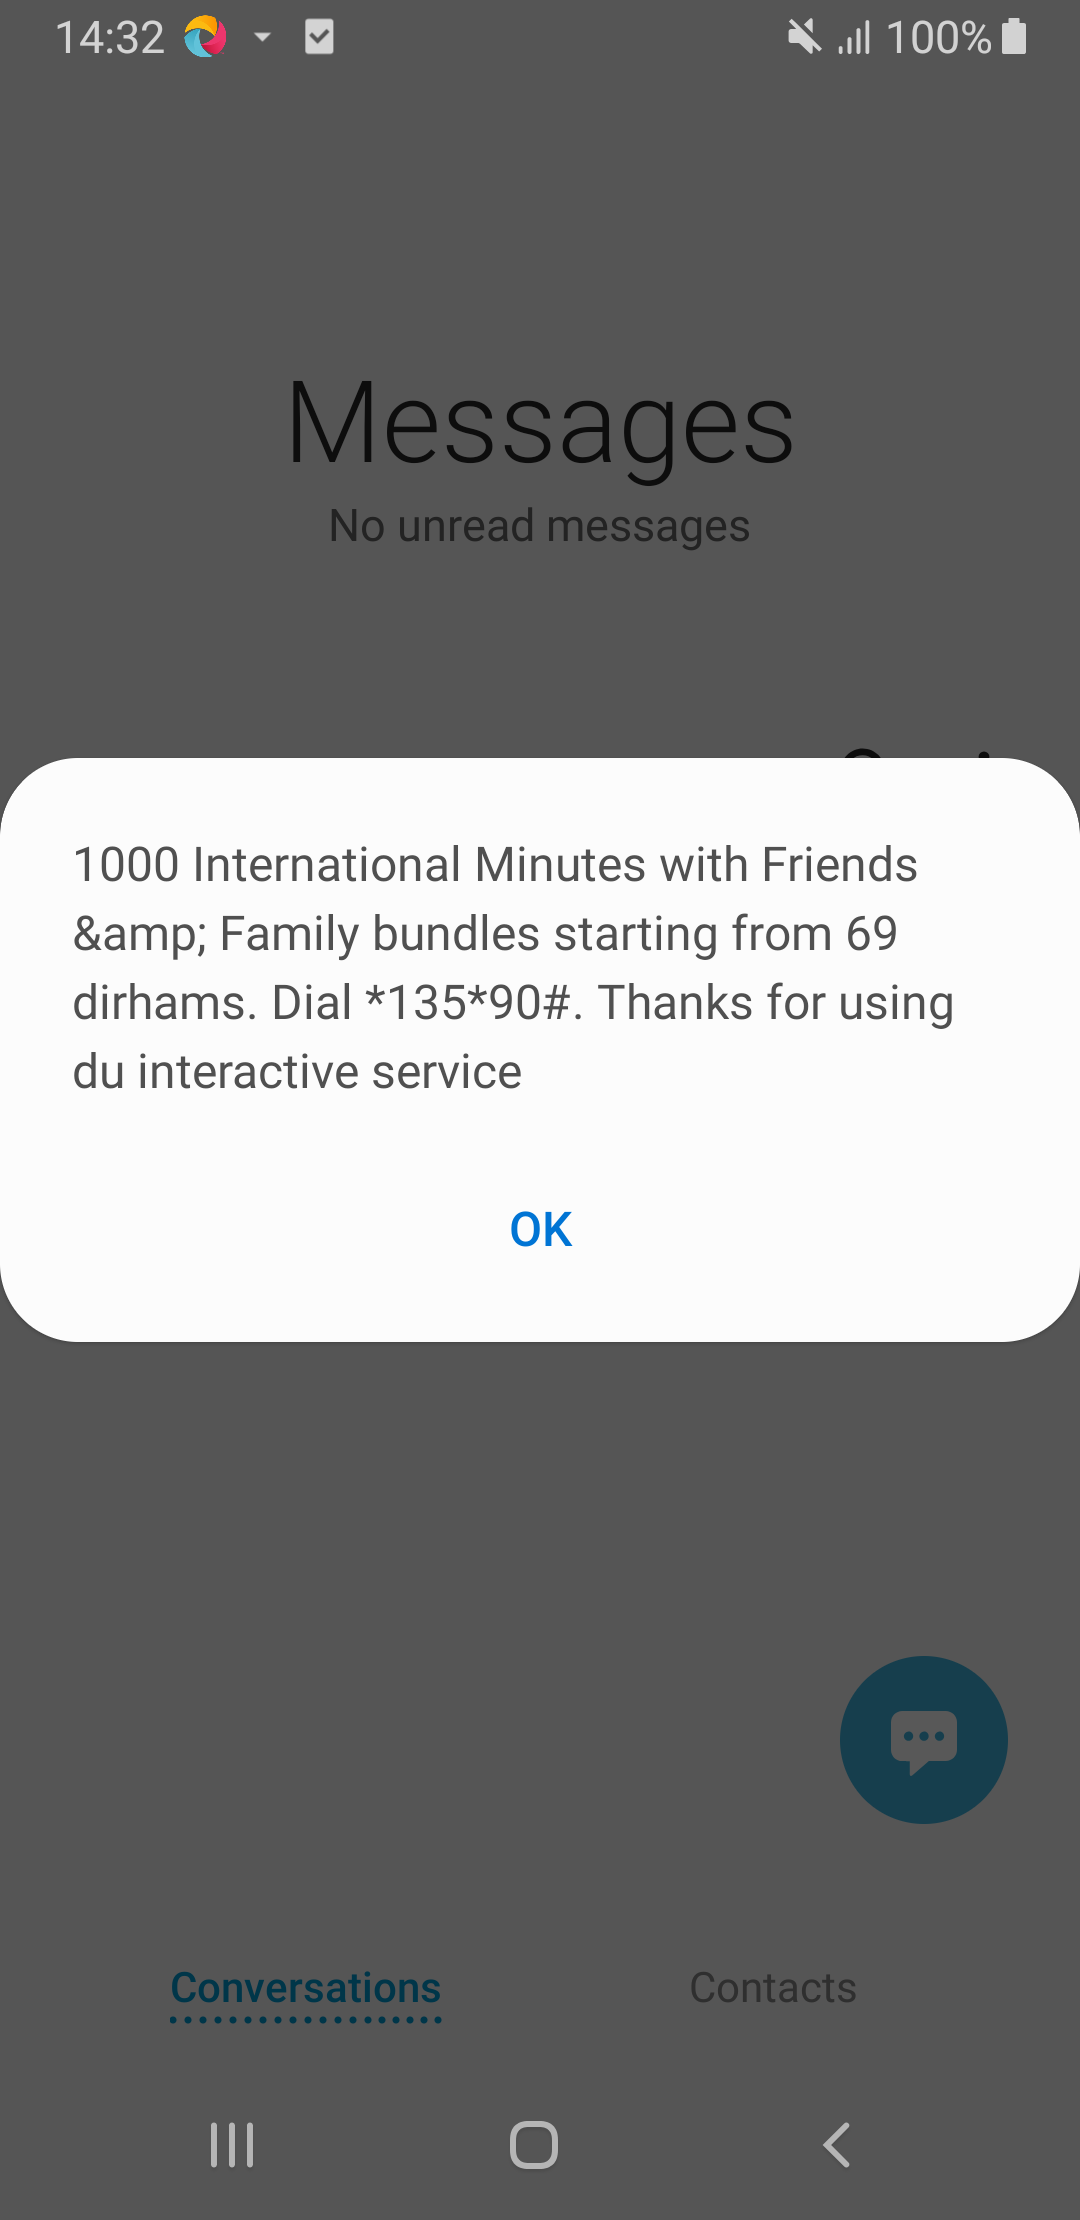 14:32
100%
Messages
No unread messages
1000 International Minutes with Friends
&amp; Family bundles starting from 69
dirhams. Dial *135*90#. Thanks for using
du interactive service
OK
Conversations
Contacts